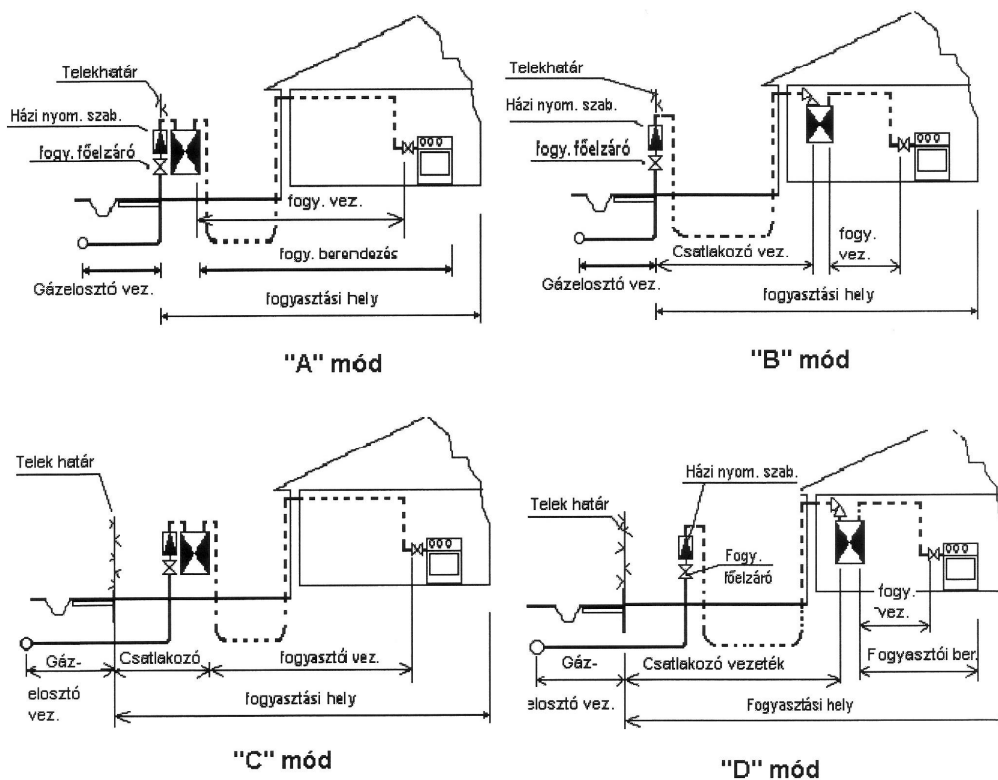 Telekhatár
Házi nyom. szab.
fogy. főelzáró
fogy. vez.
fogy. berendezés
Gázelosztó vez.
fogyasztási hely
"A" mód
Telekhatár
Házi nyom. szab.
fogy. főelzáró
Csatlakozó vez.
fogy.
vez.
Gázelosztó vez.
fogyasztási hely
"B" mód
Telek határ
Gáz-
elosztó
vez.
Csatlakozó
fogyasztói vez.
fogyasztási hely
"C" mód
Házi nyom. szab.
Telek határ
Fogy.
főelzáró
fogy.
vez.
Gáz-
elosztó vez.
Csatlakozó vezeték
Fogyasztói ber.
Fogyasztási hely
"D" mód